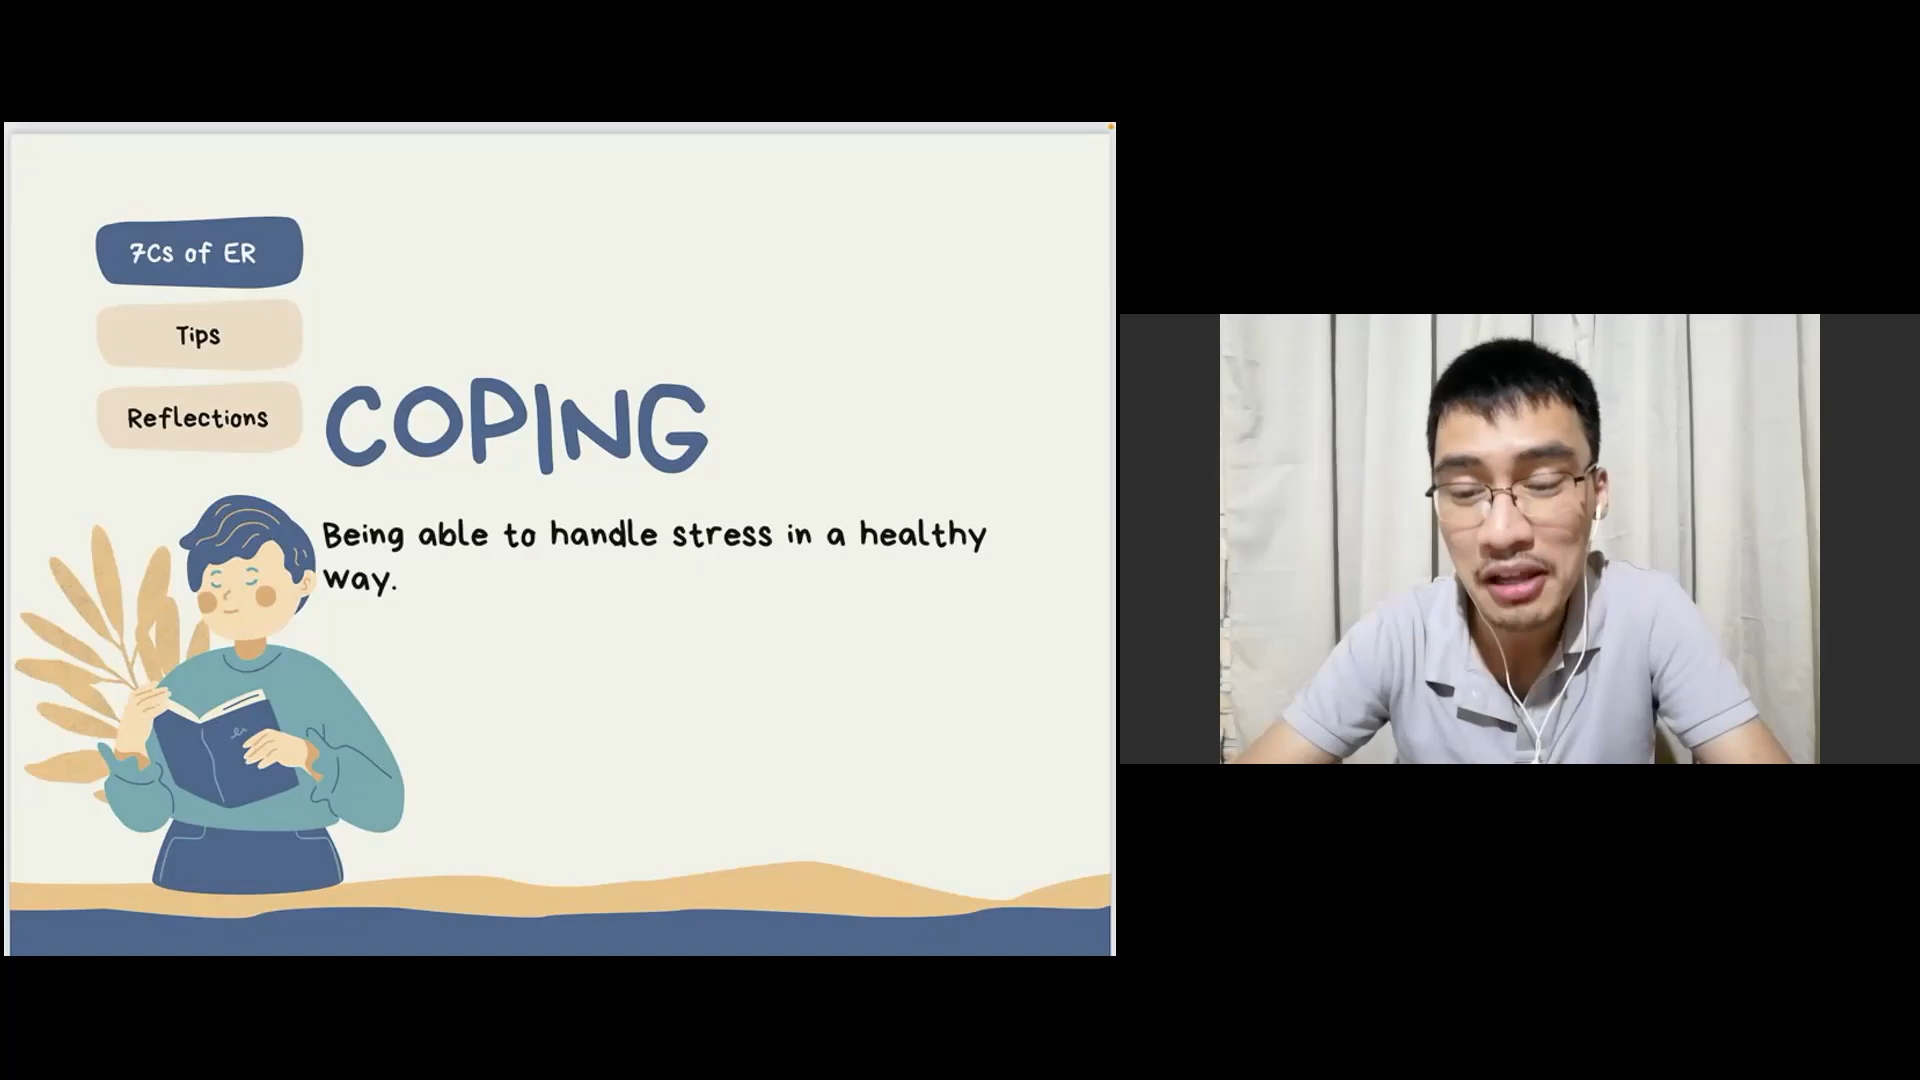 7Cs of ER
Tips
Reflections
COPING
Being able to handle stress in a healthy
way.